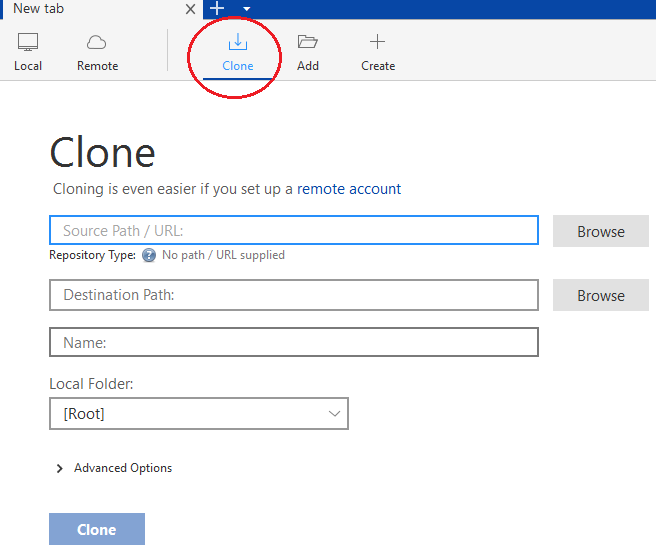 New tab
Local Remote Clone Add Create
Clone
Cloning is even easier if you set up a remote account
Source Path / URL: Browse
Repository Type: ? No path / URL supplied
Destination Path: Browse
Name:
Local Folder:
[Root]
Advanced Options
Clone